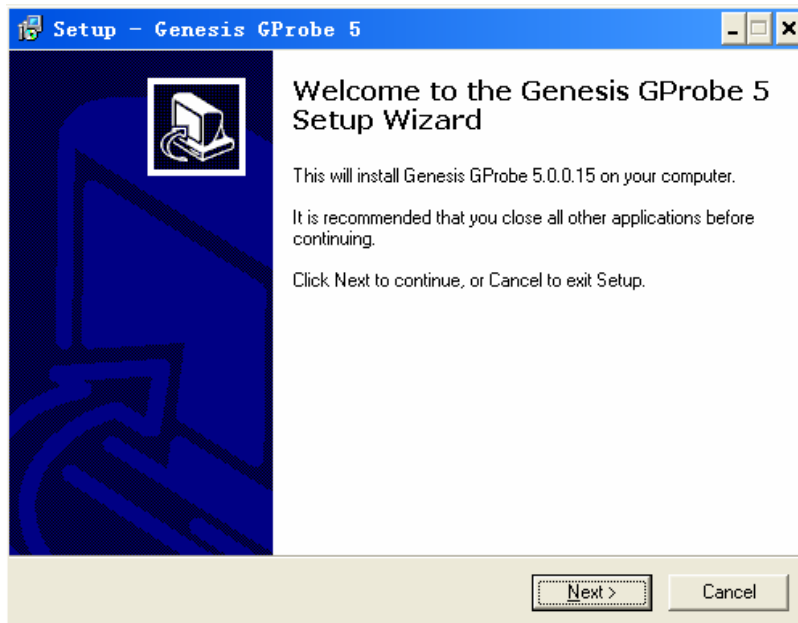 Setup - Genesis GProbe 5
Welcome to the Genesis GProbe 5
Setup Wizard
This will install Genesis GProbe 5.0.0.15 on your computer.
It is recommended that you close all other applications before
continuing.
Click Next to continue, or Cancel to exit Setup.
Next >
Cancel